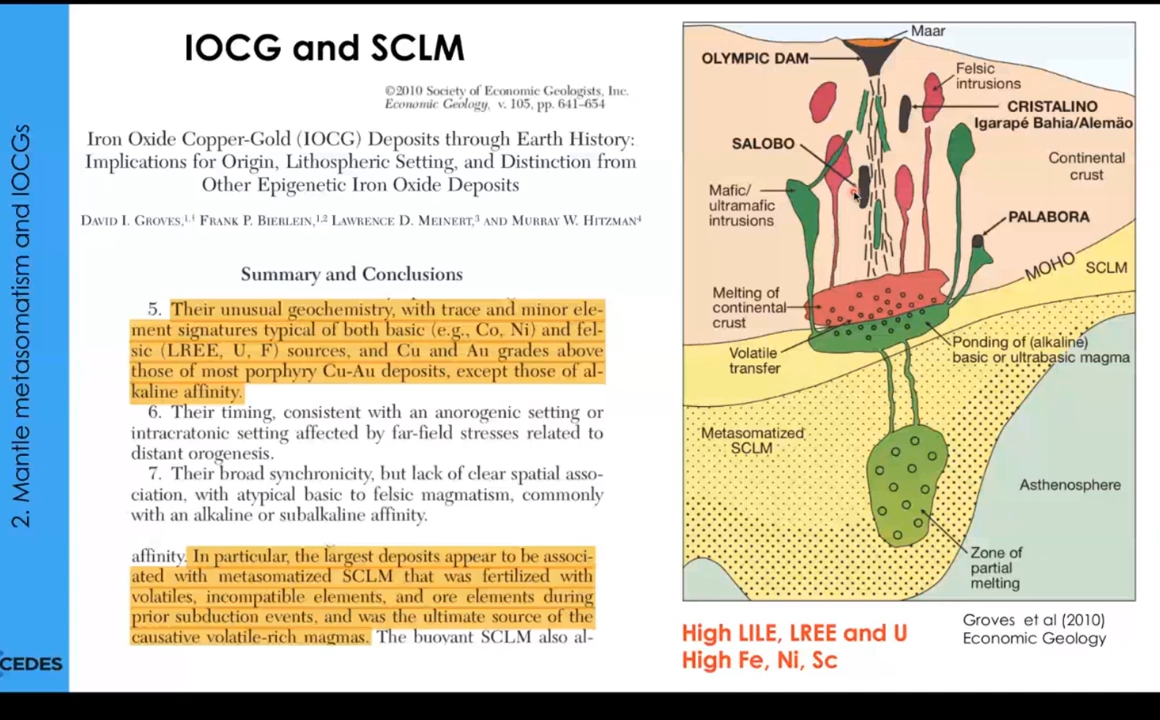 IOCG and SCLM
©2010 Society of Economic Geologists, Inc.
Economic Geology, v. 105, pp. 641–654
Iron Oxide Copper-Gold (IOCG) Deposits through Earth History:
Implications for Origin, Lithospheric Setting, and Distinction from
Other Epigenetic Iron Oxide Deposits
DAVID I. GROVES,1,† FRANK P. BIERLEIN,1,2 LAWRENCE D. MEINERT,3 AND MURRAY W. HITZMAN4
Summary and Conclusions
5. Their unusual geochemistry, with trace and minor ele-
ment signatures typical of both basic (e.g., Co, Ni) and fel-
sic (LREE, U, F) sources, and Cu and Au grades above
those of most porphyry Cu-Au deposits, except those of al-
kaline affinity.
6. Their timing, consistent with an anorogenic setting or
intracratonic setting affected by far-field stresses related to
distant orogenesis.
7. Their broad synchronicity, but lack of clear spatial asso-
ciation, with atypical basic to felsic magmatism, commonly
with an alkaline or subalkaline affinity.
affinity. In particular, the largest deposits appear to be associ-
ated with metasomatized SCLM that was fertilized with
volatiles, incompatible elements, and ore elements during
prior subduction events, and was the ultimate source of the
causative volatile-rich magmas. The buoyant SCLM also al-
2. Mantle metasomatism and IOCGs
CEDES
Maar
OLYMPIC DAM
Felsic
intrusions
CRISTALINO
Igarapé Bahia/Alemão
SALOBO
Continental
crust
Mafic/
ultramafic
intrusions
PALABORA
MOHO
SCLM
Melting of
continental
crust
Ponding of (alkaline)
basic or ultrabasic magma
Volatile
transfer
Metasomatized
SCLM
Asthenosphere
Zone of
partial
melting
High LILE, LREE and U
High Fe, Ni, Sc
Groves et al (2010)
Economic Geology